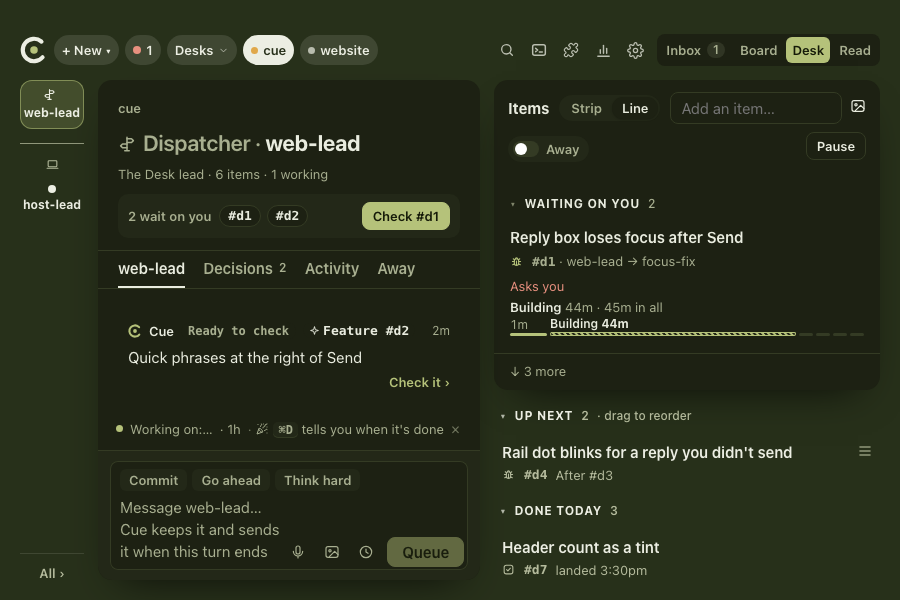 + New ▾
1
Desks
cue
website
Inbox 1
Board
Desk
Read
web-lead
host-lead
All ›
cue
Dispatcher · web-lead
The Desk lead · 6 items · 1 working
2 wait on you #d1 #d2
Check #d1
web-lead
Decisions 2
Activity
Away
Cue Ready to check Feature #d2 2m
Quick phrases at the right of Send
Check it ›
Working on:... · 1h · ⌘D tells you when it's done ×
Commit
Go ahead
Think hard
Message web-lead...
Cue keeps it and sends
it when this turn ends
Queue
Items
Strip
Line
Add an item...
Away
Pause
WAITING ON YOU 2
Reply box loses focus after Send
#d1 · web-lead → focus-fix
Asks you
Building 44m · 45m in all
1m Building 44m
↓ 3 more
UP NEXT 2 · drag to reorder
Rail dot blinks for a reply you didn't send
#d4 After #d3
DONE TODAY 3
Header count as a tint
#d7 landed 3:30pm